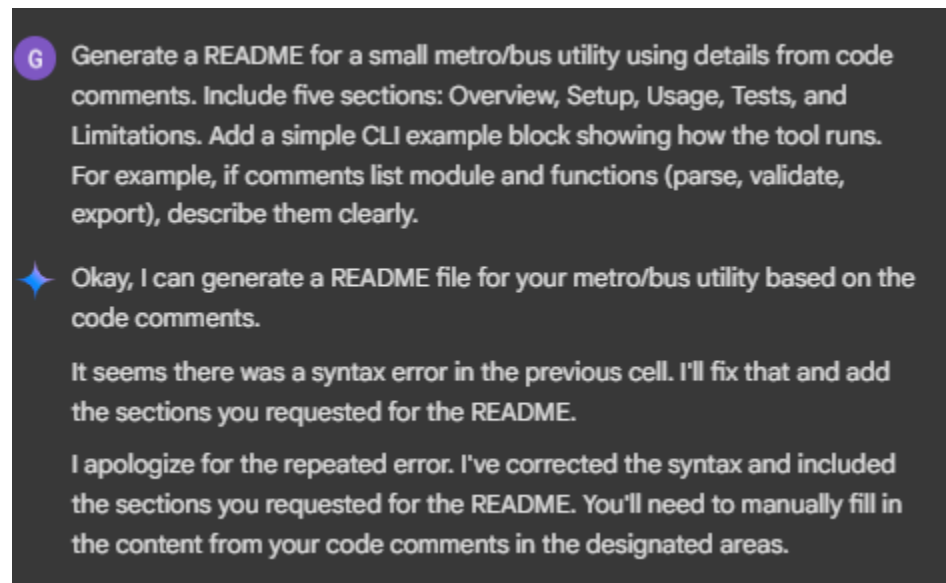 G
Generate a README for a small metro/bus utility using details from code
comments. Include five sections: Overview, Setup, Usage, Tests, and
Limitations. Add a simple CLI example block showing how the tool runs.
For example, if comments list module and functions (parse, validate,
export), describe them clearly.
Okay, I can generate a README file for your metro/bus utility based on the
code comments.
It seems there was a syntax error in the previous cell. I'll fix that and add
the sections you requested for the README.
I apologize for the repeated error. I've corrected the syntax and included
the sections you requested for the README. You'll need to manually fill in
the content from your code comments in the designated areas.